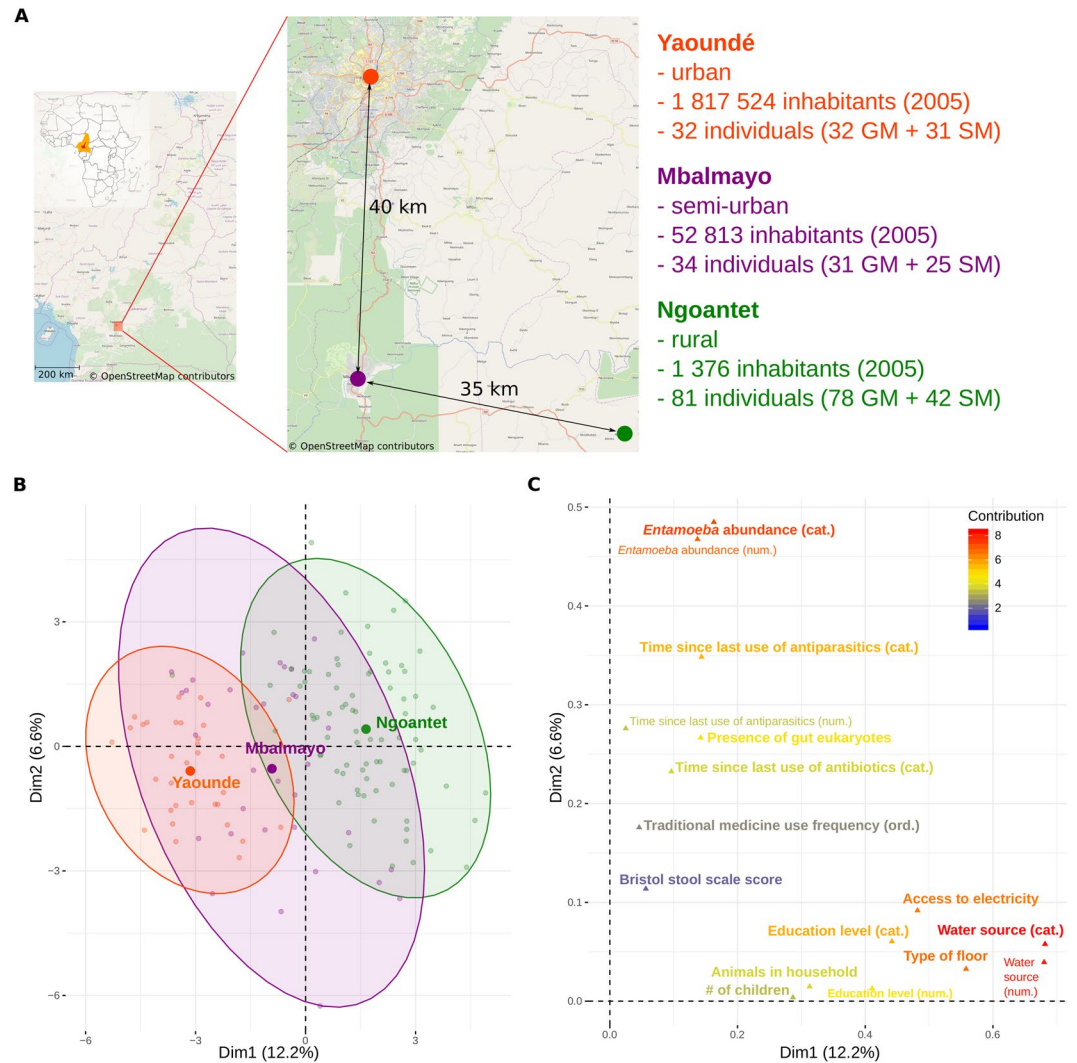 A
Yaoundé
- urban
- 1 817 524 inhabitants (2005)
- 32 individuals (32 GM + 31 SM)
Mbalmayo
- semi-urban
- 52 813 inhabitants (2005)
- 34 individuals (31 GM + 25 SM)
Ngoantet
- rural
- 1 376 inhabitants (2005)
- 81 individuals (78 GM + 42 SM)
40 km
35 km
200 km
© OpenStreetMap contributors
© OpenStreetMap contributors
B
Dim2 (6.6%)
3
0
−3
−6
Ngoantet
Mbalmayo
Yaounde
−6
−3
0
3
Dim1 (12.2%)
C
Dim2 (6.6%)
0.5
0.4
0.3
0.2
0.1
0.0
Contribution
8
6
4
2
Entamoeba abundance (cat.)
Entamoeba abundance (num.)
Time since last use of antiparasitics (cat.)
Time since last use of antiparasitics (num.)
Presence of gut eukaryotes
Time since last use of antibiotics (cat.)
Traditional medicine use frequency (ord.)
Bristol stool scale score
Access to electricity
Education level (cat.)
Water source (cat.)
Type of floor
Water
source
(num.)
Animals in household
# of children
Education level (num.)
0.0
0.2
0.4
0.6
Dim1 (12.2%)